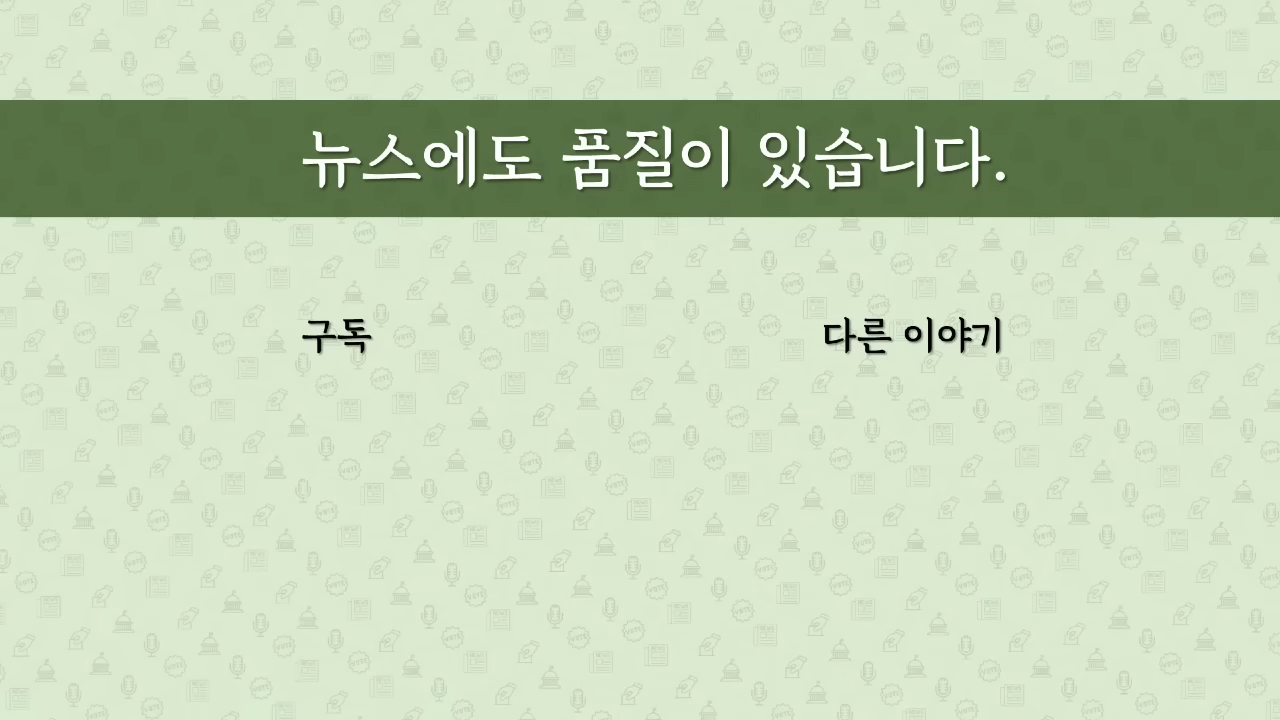 뉴스에도 품질이 있습니다.
구독
다른 이야기